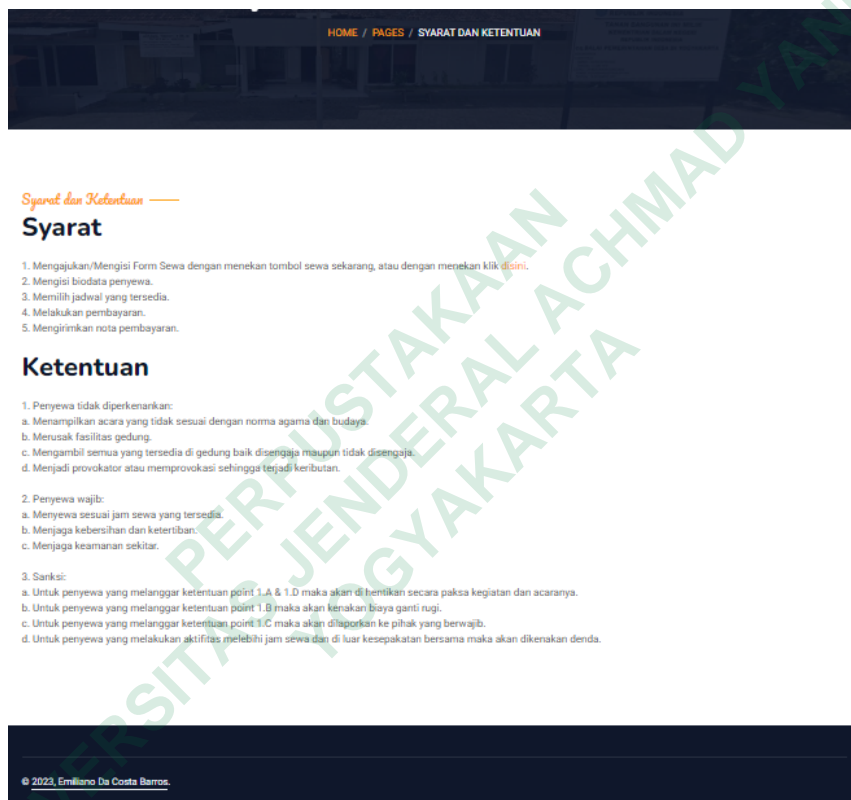 HOME / PAGES / SYARAT DAN KETENTUAN
Syarat dan Ketentuan
Syarat
1. Mengajukan/Mengisi Form Sewa dengan menekan tombol sewa sekarang, atau dengan menekan klik disini.
2. Mengisi biodata penyewa.
3. Memilih jadwal yang tersedia.
4. Melakukan pembayaran.
5. Mengirimkan nota pembayaran.
Ketentuan
1. Penyewa tidak diperkenankan:
a. Menampilkan acara yang tidak sesuai dengan norma agama dan budaya.
b. Merusak fasilitas gedung.
c. Mengambil semua yang tersedia di gedung baik disengaja maupun tidak disengaja.
d. Menjadi provokator atau memprovokasi sehingga terjadi keributan.
2. Penyewa wajib:
a. Menyewa sesuai jam sewa yang tersedia.
b. Menjaga kebersihan dan ketertiban.
c. Menjaga keamanan sekitar.
3. Sanksi:
a. Untuk penyewa yang melanggar ketentuan point 1.A & 1.D maka akan di hentikan secara paksa kegiatan dan acaranya.
b. Untuk penyewa yang melanggar ketentuan point 1.B maka akan kenakan biaya ganti rugi.
c. Untuk penyewa yang melanggar ketentuan point 1.C maka akan dilaporkan ke pihak yang berwajib.
d. Untuk penyewa yang melakukan aktifitas melebihi jam sewa dan di luar kesepakatan bersama maka akan dikenakan denda.
© 2023, Emiliano Da Costa Barros.
PERPUSTAKAAN
VERSITAS JENDERAL ACHMAD YANI
YOGYAKARTA